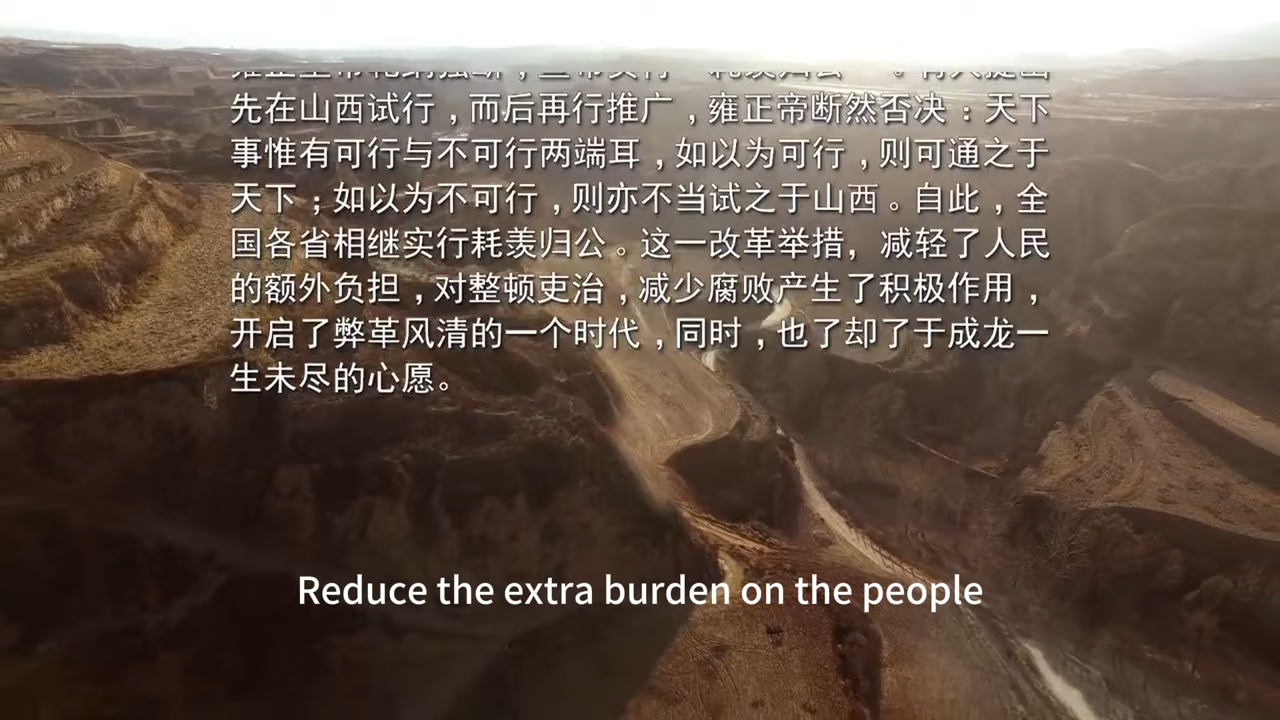 先在山西试行，而后再行推广，雍正帝断然否决：天下
事惟有可行与不可行两端耳，如以为可行，则可通之于
天下；如以为不可行，则亦不当试之于山西。自此，全
国各省相继实行耗羡归公。这一改革举措，减轻了人民
的额外负担，对整顿吏治，减少腐败产生了积极作用，
开启了弊革风清的一个时代，同时，也了却了于成龙一
生未尽的心愿。
Reduce the extra burden on the people